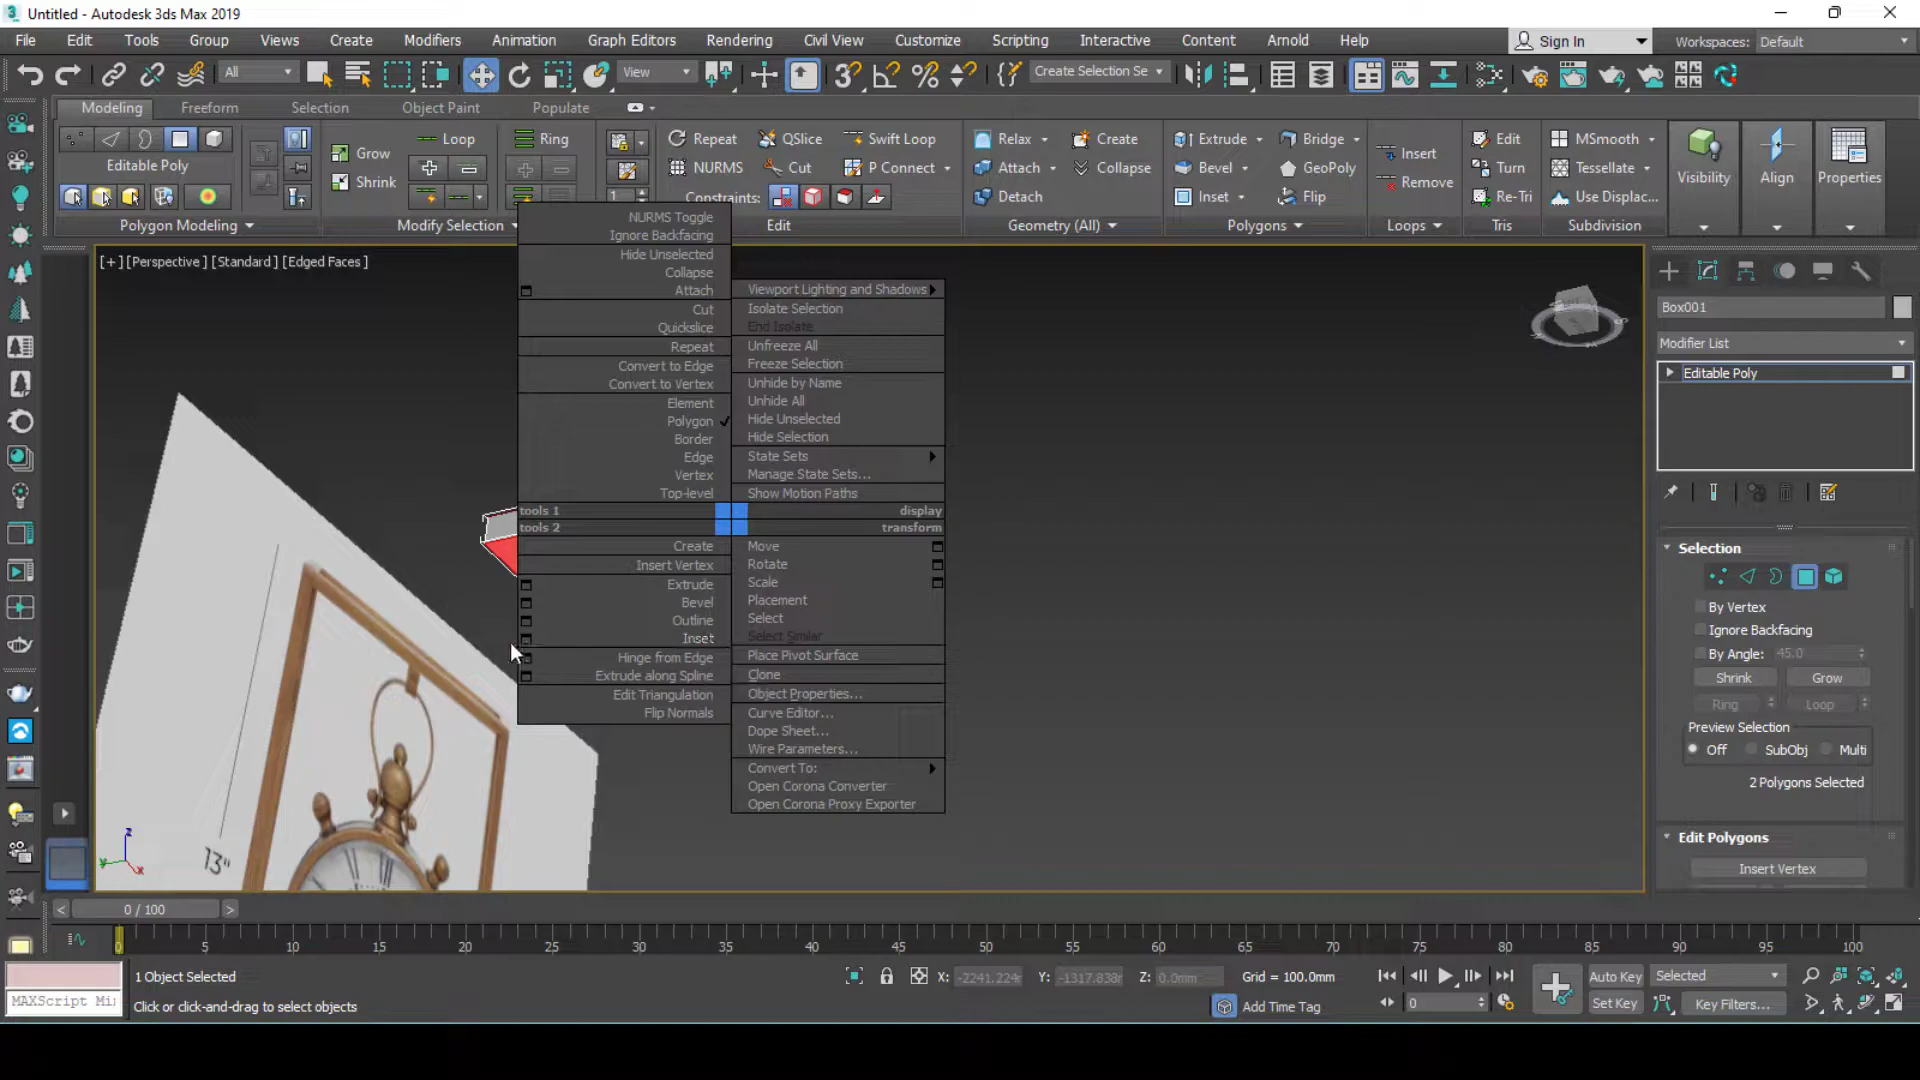 Untitled - Autodesk 3ds Max 2019
File Edit Tools Group Views Create Modifiers Animation Graph Editors Rendering Civil View Customize Scripting Interactive Content Arnold Help Sign In Workspaces: Default
All View Create Selection Se
Modeling Freeform Selection Object Paint Populate
Loop Ring Repeat QSlice Swift Loop Relax Create Extrude Bridge Insert Edit MSmooth
Editable Poly Grow NURMS Cut P Connect Attach Collapse Bevel GeoPoly Remove Turn Tessellate Visibility Align Properties
Shrink 1 Constraints: Detach Inset Flip Re-Tri Use Displac...
Polygon Modeling Modify Selection Edit Geometry (All) Polygons Loops Tris Subdivision
[+] [Perspective] [Standard] [Edged Faces]
NURMS Toggle
Ignore Backfacing
Hide Unselected
Collapse
Attach
Cut
Quickslice
Repeat
Convert to Edge
Convert to Vertex
Element
Polygon
Border
Edge
Vertex
Top-level
tools 1
tools 2
Create
Insert Vertex
Extrude
Bevel
Outline
Inset
Hinge from Edge
Extrude along Spline
Edit Triangulation
Flip Normals
Viewport Lighting and Shadows
Isolate Selection
End Isolate
Unfreeze All
Freeze Selection
Unhide by Name
Unhide All
Hide Unselected
Hide Selection
State Sets
Manage State Sets...
Show Motion Paths
display
transform
Move
Rotate
Scale
Placement
Select
Select Similar
Place Pivot Surface
Clone
Object Properties...
Curve Editor...
Dope Sheet...
Wire Parameters...
Convert To:
Open Corona Converter
Open Corona Proxy Exporter
13"
z
y x
Box001
Modifier List
Editable Poly
Selection
By Vertex
Ignore Backfacing
By Angle: 45.0
Shrink Grow
Ring Loop
Preview Selection
Off SubObj Multi
2 Polygons Selected
Edit Polygons
Insert Vertex
< 0 / 100 >
0 5 10 15 20 25 30 35 40 45 50 55 60 65 70 75 80 85 90 95 100
1 Object Selected X: -2241.224r Y: -1317.838r Z: 0.0mm Grid = 100.0mm Auto Key Selected
MAXScript Mi Click or click-and-drag to select objects Add Time Tag 0 Set Key Key Filters...